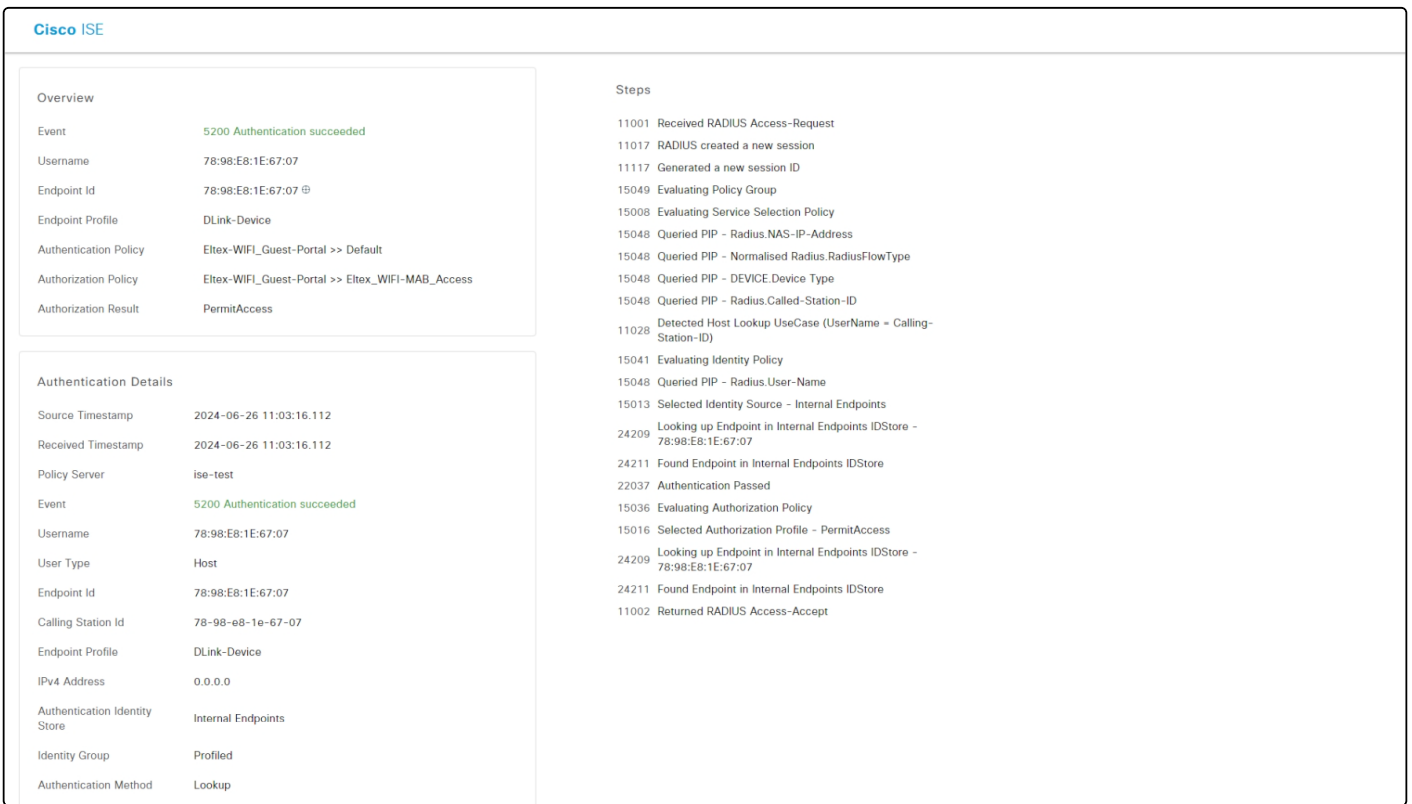 Cisco ISE
Overview
Event 5200 Authentication succeeded
Username 78:98:E8:1E:67:07
Endpoint Id 78:98:E8:1E:67:07
Endpoint Profile DLink-Device
Authentication Policy Eltex-WIFI_Guest-Portal >> Default
Authorization Policy Eltex-WIFI_Guest-Portal >> Eltex_WIFI-MAB_Access
Authorization Result PermitAccess
Authentication Details
Source Timestamp 2024-06-26 11:03:16.112
Received Timestamp 2024-06-26 11:03:16.112
Policy Server ise-test
Event 5200 Authentication succeeded
Username 78:98:E8:1E:67:07
User Type Host
Endpoint Id 78:98:E8:1E:67:07
Calling Station Id 78-98-e8-1e-67-07
Endpoint Profile DLink-Device
IPv4 Address 0.0.0.0
Authentication Identity
Store
Internal Endpoints
Identity Group Profiled
Authentication Method Lookup
Steps
11001 Received RADIUS Access-Request
11017 RADIUS created a new session
11117 Generated a new session ID
15049 Evaluating Policy Group
15008 Evaluating Service Selection Policy
15048 Queried PIP - Radius.NAS-IP-Address
15048 Queried PIP - Normalised Radius.RadiusFlowType
15048 Queried PIP - DEVICE.Device Type
15048 Queried PIP - Radius.Called-Station-ID
11028 Detected Host Lookup UseCase (UserName = Calling-
Station-ID)
15041 Evaluating Identity Policy
15048 Queried PIP - Radius.User-Name
15013 Selected Identity Source - Internal Endpoints
24209 Looking up Endpoint in Internal Endpoints IDStore -
78:98:E8:1E:67:07
24211 Found Endpoint in Internal Endpoints IDStore
22037 Authentication Passed
15036 Evaluating Authorization Policy
15016 Selected Authorization Profile - PermitAccess
24209 Looking up Endpoint in Internal Endpoints IDStore -
78:98:E8:1E:67:07
24211 Found Endpoint in Internal Endpoints IDStore
11002 Returned RADIUS Access-Accept